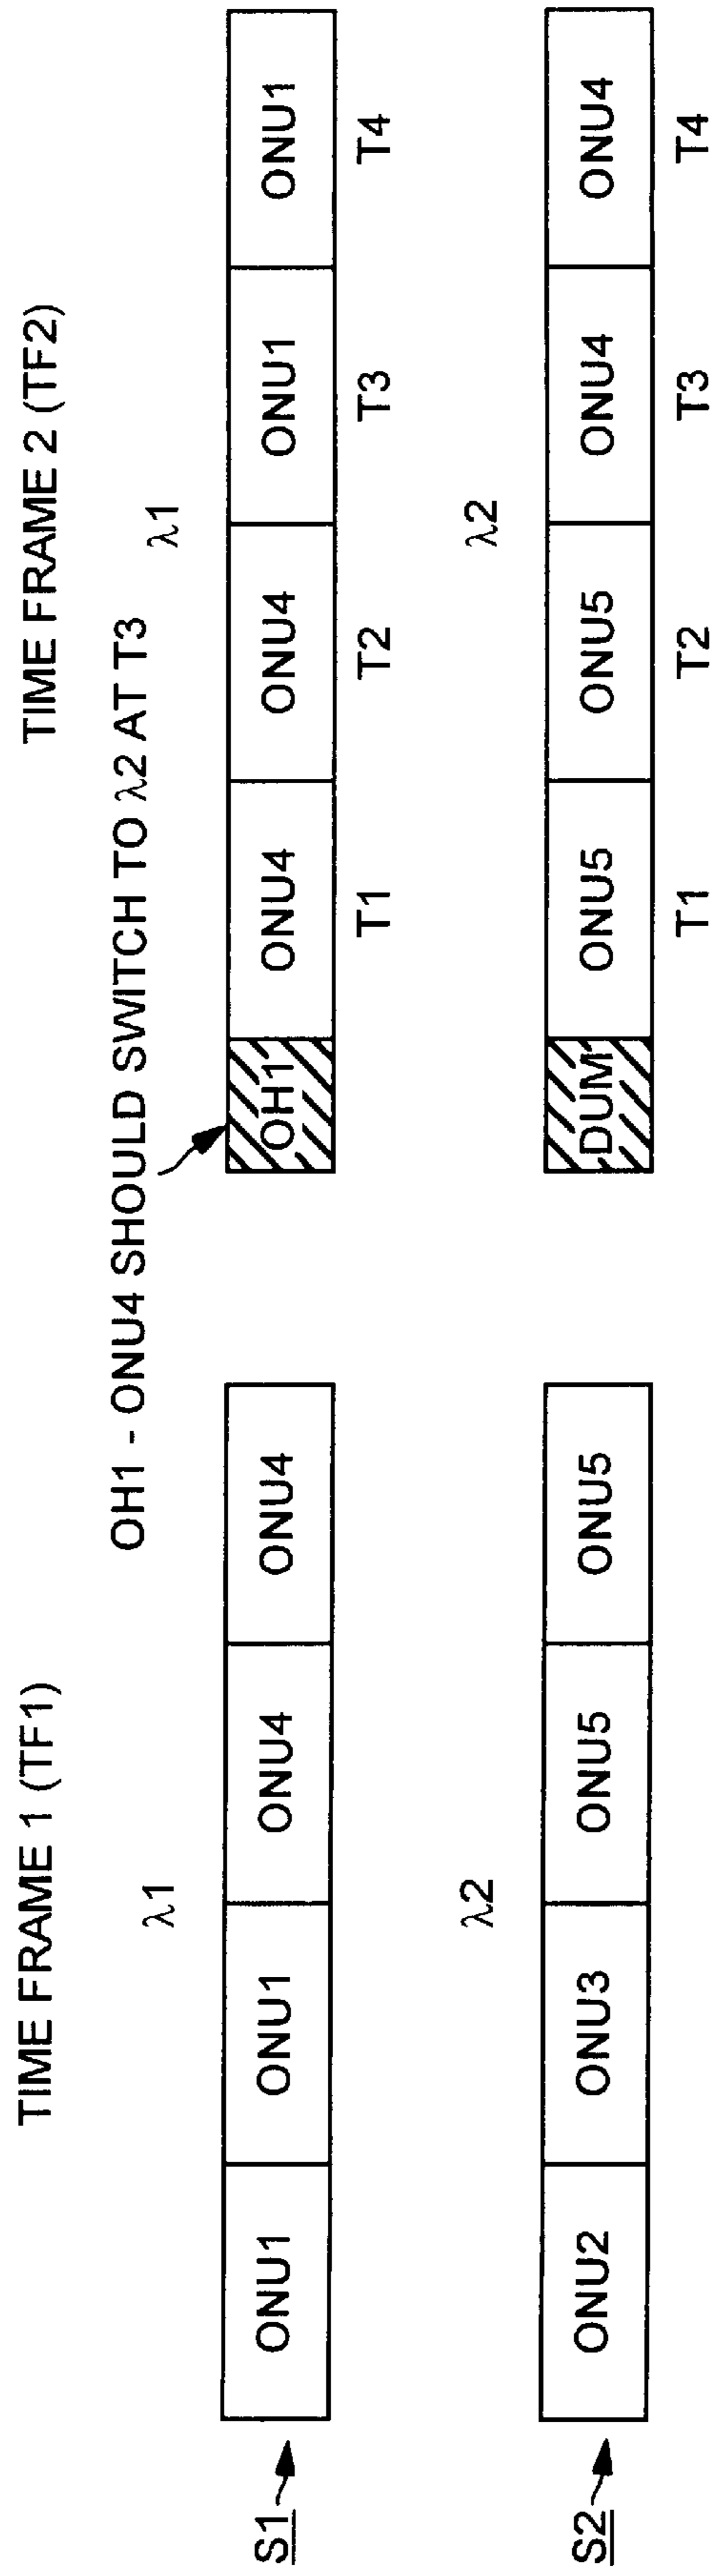 TIME FRAME 1 (TF1)
TIME FRAME 2 (TF2)
OH1 - ONU4 SHOULD SWITCH TO λ2 AT T3
λ1
λ1
S1
ONU1 ONU1 ONU4 ONU4
OH1 ONU4 ONU4 ONU1 ONU1
T1 T2 T3 T4
λ2
λ2
S2
ONU2 ONU3 ONU5 ONU5
DUM ONU5 ONU5 ONU4 ONU4
T1 T2 T3 T4